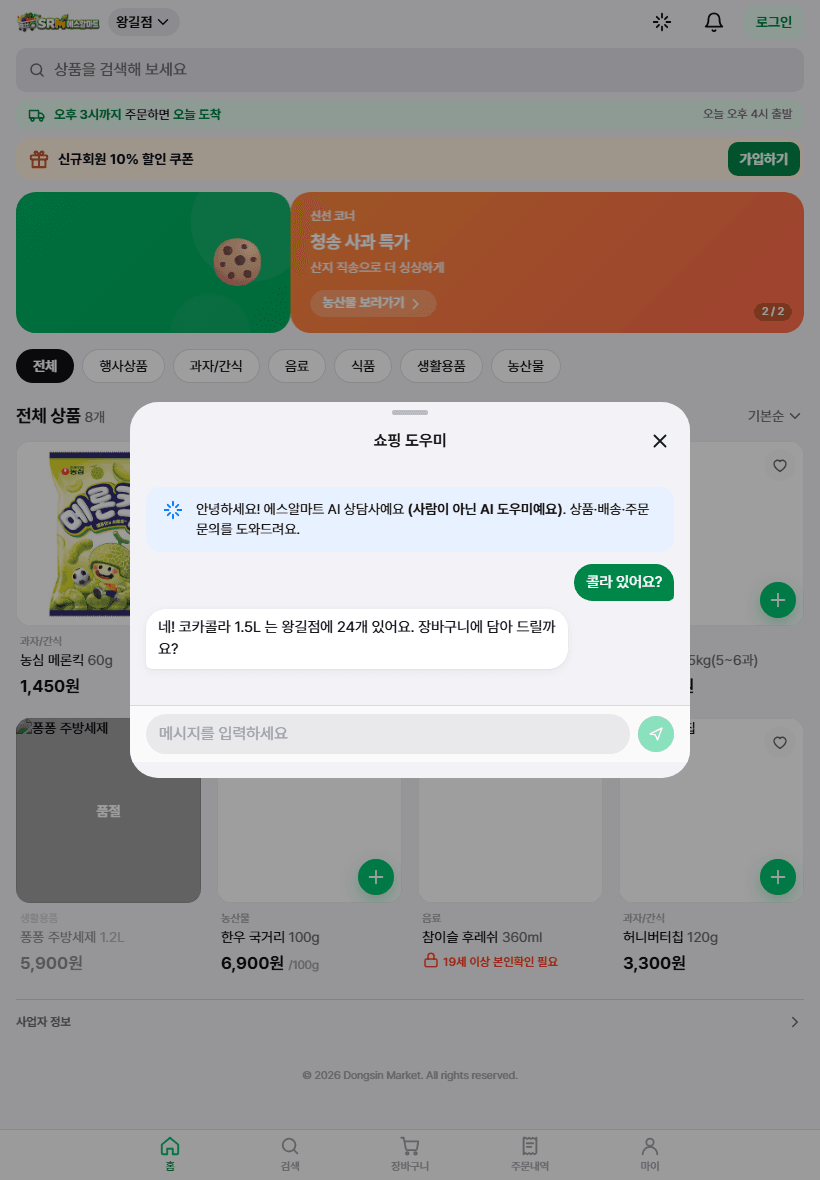 SRM에스알마트
왕길점
로그인
상품을 검색해 보세요
오후 3시까지 주문하면 오늘 도착
오늘 오후 4시 출발
신규회원 10% 할인 쿠폰
가입하기
신선 코너
청송 사과 특가
산지 직송으로 더 싱싱하게
농산물 보러가기
2 / 2
전체
행사상품
과자/간식
음료
식품
생활용품
농산물
전체 상품 8개
기본순
쇼핑 도우미
안녕하세요! 에스알마트 AI 상담사예요 (사람이 아닌 AI 도우미예요). 상품·배송·주문
문의를 도와드려요.
콜라 있어요?
네! 코카콜라 1.5L 는 왕길점에 24개 있어요. 장바구니에 담아 드릴까
요?
메시지를 입력하세요
농심
메론
과자/간식
농심 메론킥 60g
1,450원
5kg(5~6과)
퐁퐁 주방세제
품절
생활용품
퐁퐁 주방세제 1.2L
5,900원
농산물
한우 국거리 100g
6,900원 /100g
음료
참이슬 후레쉬 360ml
19세 이상 본인확인 필요
과자/간식
허니버터칩 120g
3,300원
사업자 정보
© 2026 Dongsin Market. All rights reserved.
홈
검색
장바구니
주문내역
마이